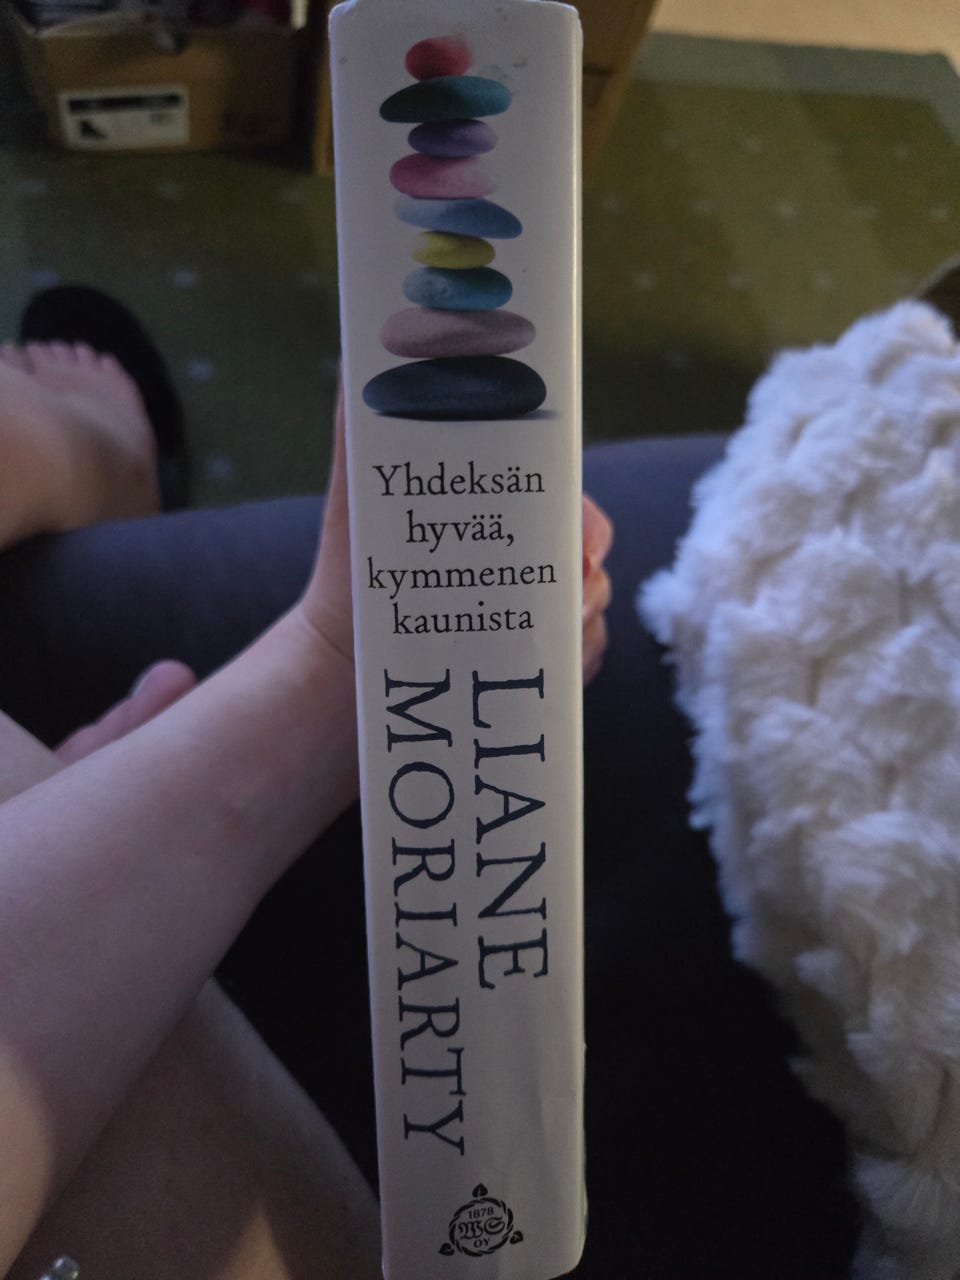 Yhdeksän
hyvää,
kymmenen
kaunista
LIANE
MORIARTY
1878
WS
OY